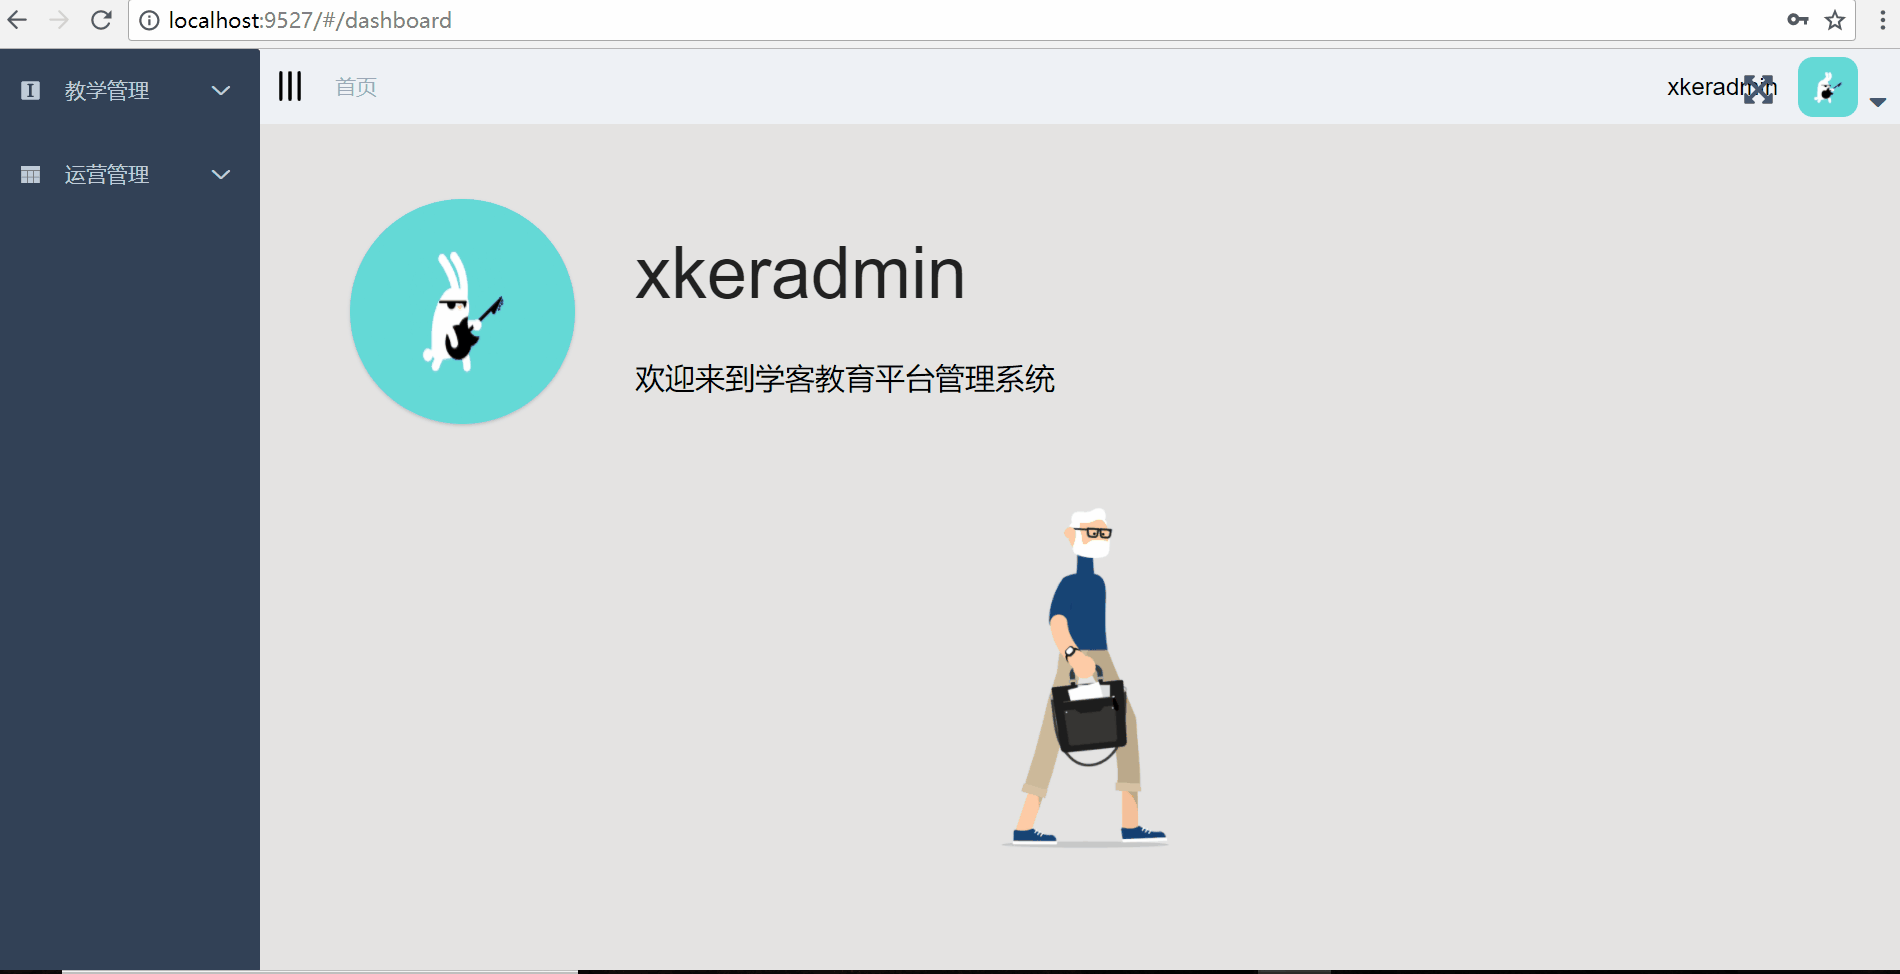 localhost:9527/#/dashboard
教学管理
首页
xkeradmin
运营管理
xkeradmin
欢迎来到学客教育平台管理系统